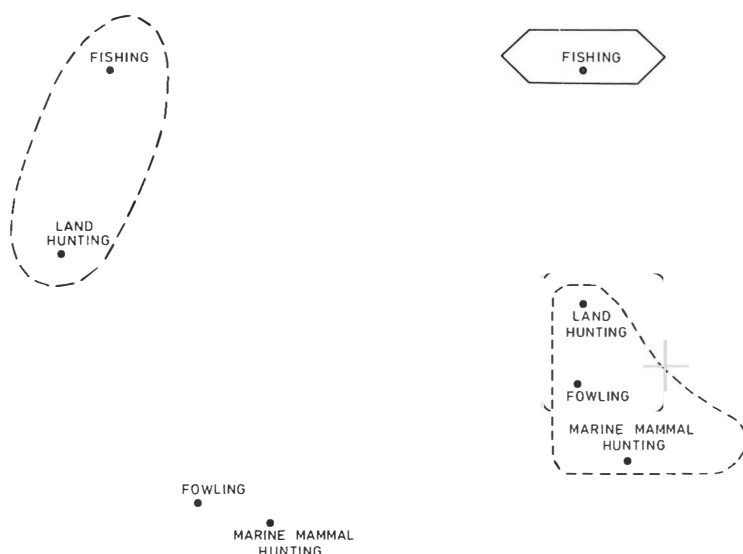 FISHING
FISHING
LAND
HUNTING
LAND
HUNTING
FOWLING
MARINE MAMMAL
HUNTING
FOWLING
MARINE MAMMAL
HUNTING